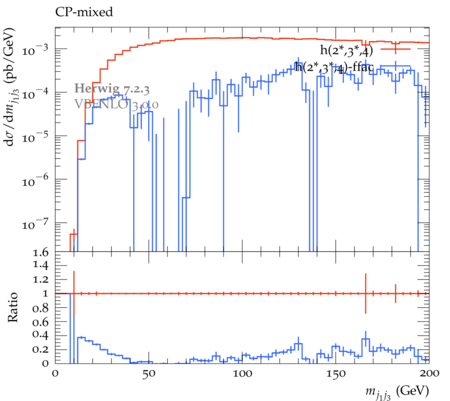 CP-mixed
h(2*,3*,4)
h(2*,3*,4)-ffac
Herwig 7.2.3
VBFNLO 3.0.0
dσ/dm_{j1j3} (pb/GeV)
10^{-3}
10^{-4}
10^{-5}
10^{-6}
10^{-7}
1.6
1.4
1.2
1
0.8
0.6
0.4
0.2
0
Ratio
0 50 100 150 200
m_{j1j3} (GeV)